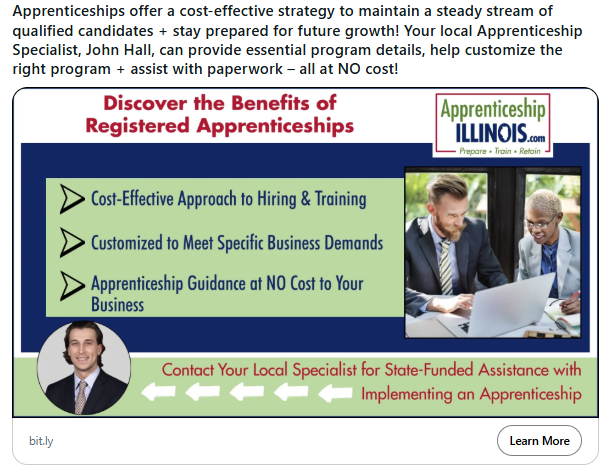 Apprenticeships offer a cost-effective strategy to maintain a steady stream of
qualified candidates + stay prepared for future growth! Your local Apprenticeship
Specialist, John Hall, can provide essential program details, help customize the
right program + assist with paperwork – all at NO cost!
Discover the Benefits of
Registered Apprenticeships
Apprenticeship
ILLINOIS.com
Prepare • Train • Retain
Cost-Effective Approach to Hiring & Training
Customized to Meet Specific Business Demands
Apprenticeship Guidance at NO Cost to Your
Business
Contact Your Local Specialist for State-Funded Assistance with
Implementing an Apprenticeship
bit.ly
Learn More